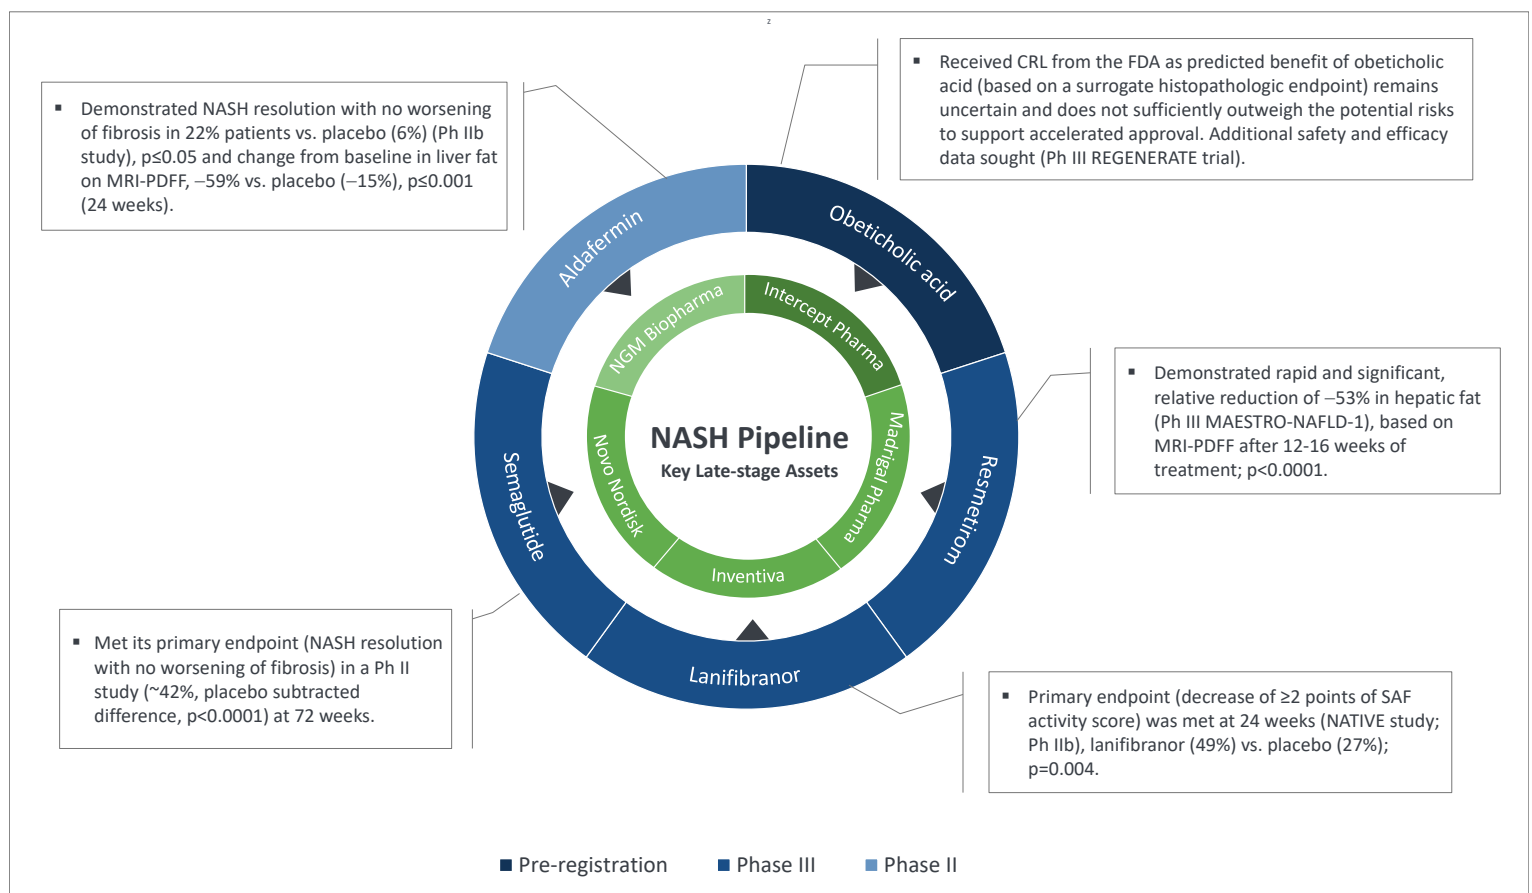 z
▪ Received CRL from the FDA as predicted benefit of obeticholic
acid (based on a surrogate histopathologic endpoint) remains
uncertain and does not sufficiently outweigh the potential risks
to support accelerated approval. Additional safety and efficacy
data sought (Ph III REGENERATE trial).
▪ Demonstrated NASH resolution with no worsening
of fibrosis in 22% patients vs. placebo (6%) (Ph IIb
study), p≤0.05 and change from baseline in liver fat
on MRI-PDFF, −59% vs. placebo (−15%), p≤0.001
(24 weeks).
Aldafermin
Obeticholic acid
NGM Biopharma
Intercept Pharma
▪ Demonstrated rapid and significant,
relative reduction of −53% in hepatic fat
(Ph III MAESTRO-NAFLD-1), based on
MRI-PDFF after 12-16 weeks of
treatment; p<0.0001.
NASH Pipeline
Key Late-stage Assets
Semaglutide
Novo Nordisk
Madrigal Pharma
Resmetirom
Inventiva
Lanifibranor
▪ Met its primary endpoint (NASH resolution
with no worsening of fibrosis) in a Ph II
study (~42%, placebo subtracted
difference, p<0.0001) at 72 weeks.
▪ Primary endpoint (decrease of ≥2 points of SAF
activity score) was met at 24 weeks (NATIVE study;
Ph IIb), lanifibranor (49%) vs. placebo (27%);
p=0.004.
Pre-registration
Phase III
Phase II